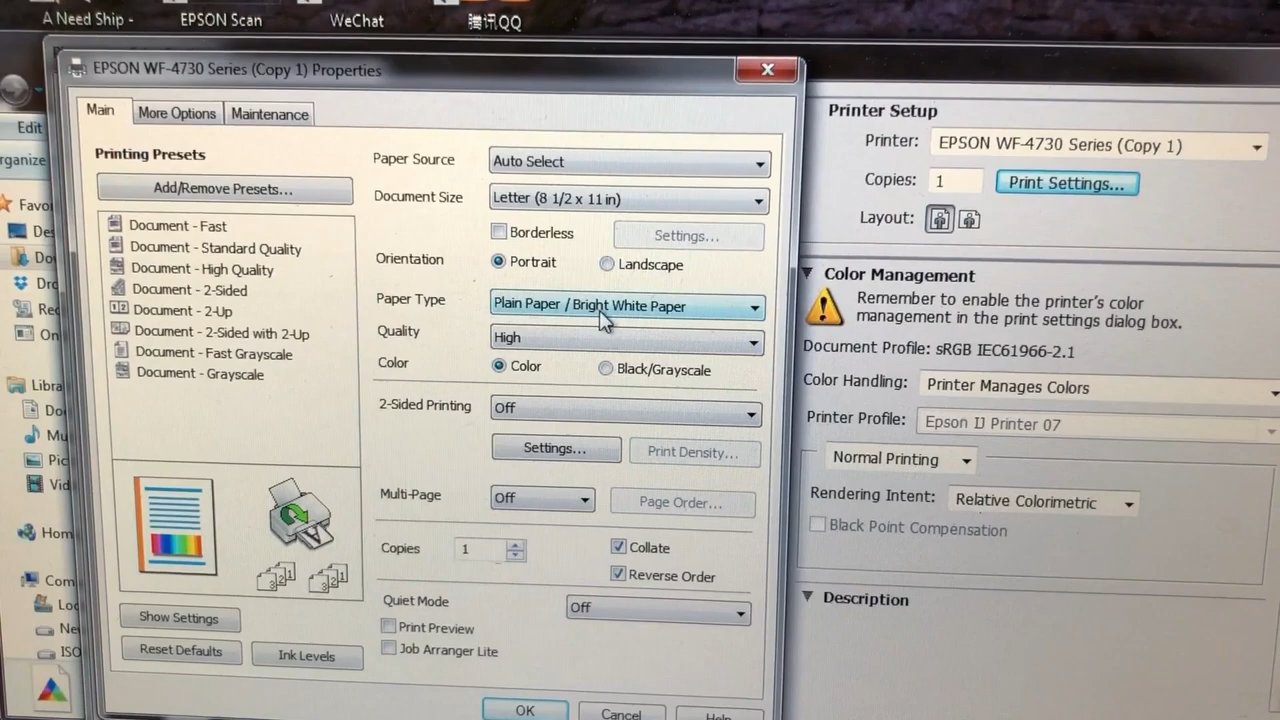 A Need Ship -
EPSON Scan
WeChat
腾讯QQ
EPSON WF-4730 Series (Copy 1) Properties
Main
More Options
Maintenance
Printing Presets
Add/Remove Presets...
Document - Fast
Document - Standard Quality
Document - High Quality
Document - 2-Sided
Document - 2-Up
Document - 2-Sided with 2-Up
Document - Fast Grayscale
Document - Grayscale
Show Settings
Reset Defaults
Ink Levels
Paper Source
Auto Select
Document Size
Letter (8 1/2 x 11 in)
Borderless
Settings...
Orientation
Portrait
Landscape
Paper Type
Plain Paper / Bright White Paper
Quality
High
Color
Color
Black/Grayscale
2-Sided Printing
Off
Settings...
Print Density...
Multi-Page
Off
Page Order...
Copies
1
Collate
Reverse Order
Quiet Mode
Off
Print Preview
Job Arranger Lite
OK
Cancel
Help
Printer Setup
Printer:
EPSON WF-4730 Series (Copy 1)
Copies:
1
Print Settings...
Layout:
Color Management
Remember to enable the printer's color
management in the print settings dialog box.
Document Profile: sRGB IEC61966-2.1
Color Handling:
Printer Manages Colors
Printer Profile:
Epson IJ Printer 07
Normal Printing
Rendering Intent:
Relative Colorimetric
Black Point Compensation
Description
Edit